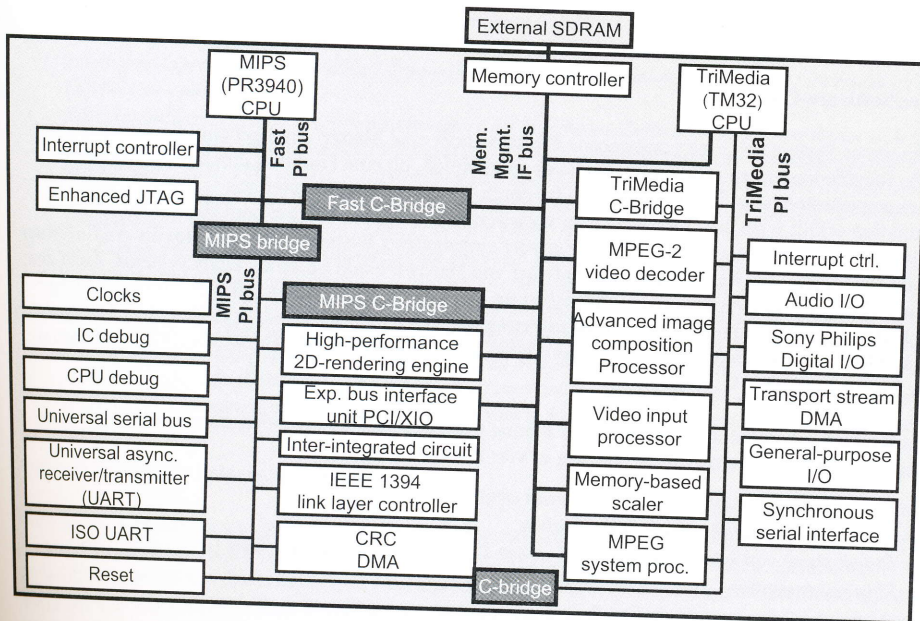 External SDRAM
MIPS
(PR3940)
CPU
Memory controller
TriMedia
(TM32)
CPU
Interrupt controller
Fast
PI bus
Mem.
Mgmt.
IF bus
TriMedia
PI bus
Enhanced JTAG
Fast C-Bridge
TriMedia
C-Bridge
MIPS bridge
MPEG-2
video decoder
Interrupt ctrl.
Clocks
MIPS
PI bus
MIPS C-Bridge
Audio I/O
IC debug
High-performance
2D-rendering engine
Advanced image
composition
Processor
Sony Philips
Digital I/O
CPU debug
Exp. bus interface
unit PCI/XIO
Transport stream
DMA
Universal serial bus
Inter-integrated circuit
Video input
processor
General-purpose
I/O
Universal async.
receiver/transmitter
(UART)
IEEE 1394
link layer controller
Memory-based
scaler
Synchronous
serial interface
ISO UART
CRC
DMA
MPEG
system proc.
Reset
C-bridge